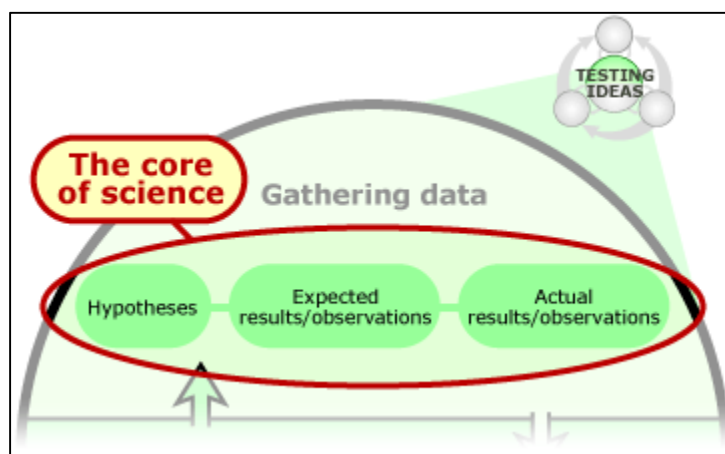 TESTING
IDEAS
The core
of science
Gathering data
Hypotheses
Expected
results/observations
Actual
results/observations